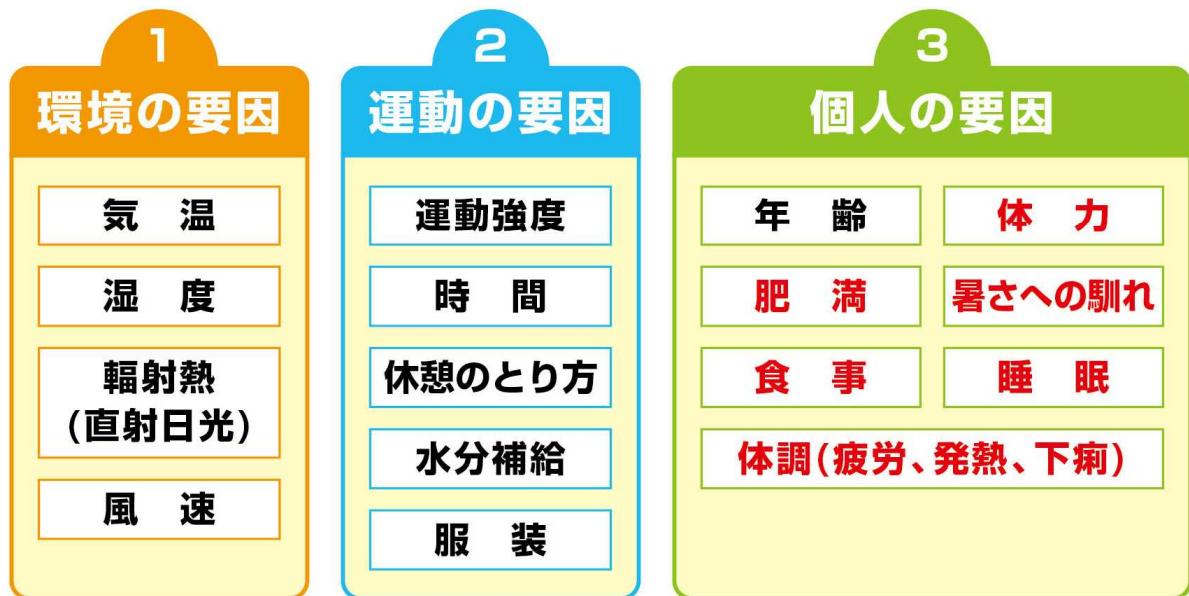 1
環境の要因
気 温
湿 度
輻射熱
(直射日光)
風 速
2
運動の要因
運動強度
時 間
休憩のとり方
水分補給
服 装
3
個人の要因
年 齢
体 力
肥 満
暑さへの馴れ
食 事
睡 眠
体調(疲労、発熱、下痢)